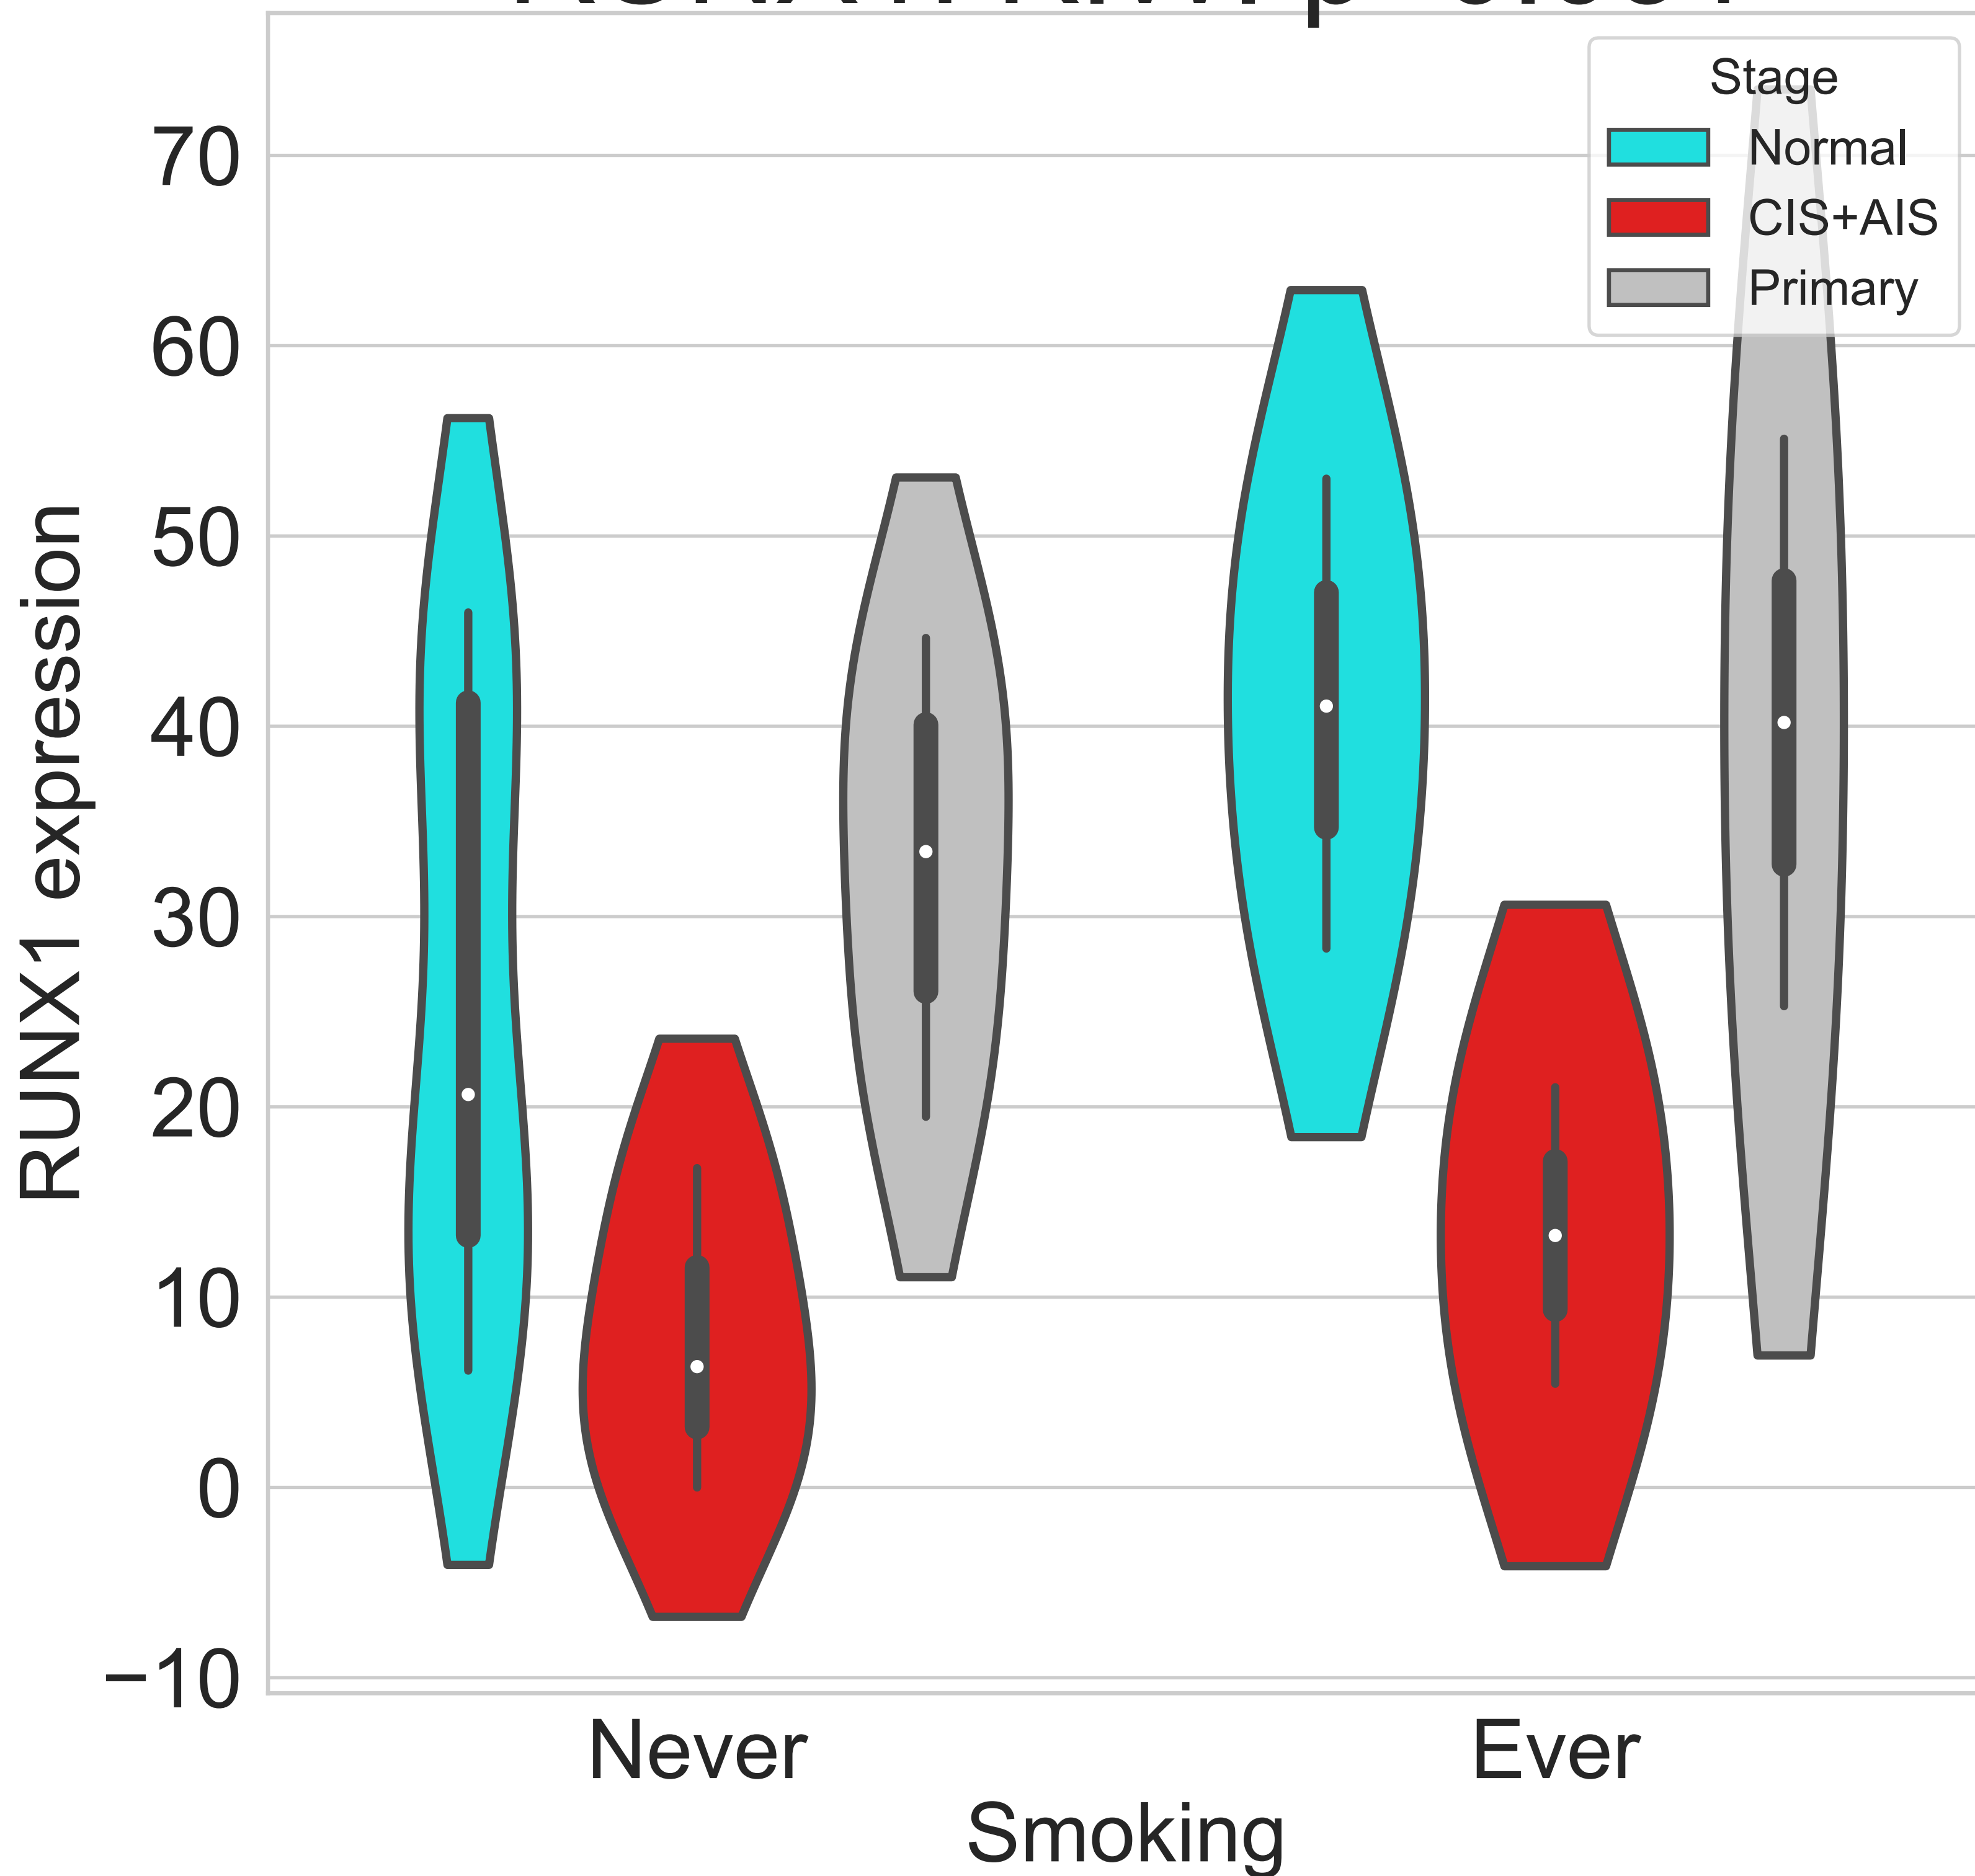 Stage
Normal
CIS+AIS
Primary
RUNX1 expression
70
60
50
40
30
20
10
0
−10
Never
Ever
Smoking